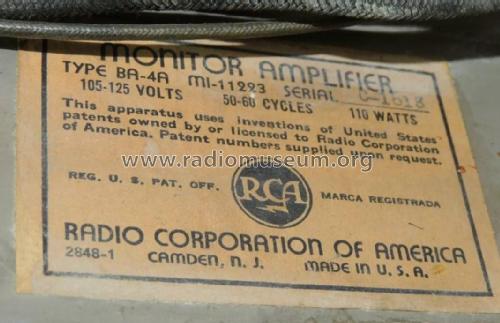 MONITOR AMPLIFIER
TYPE BA-4A MI-11223 SERIAL C-1618
105-125 VOLTS 50-60 CYCLES 110 WATTS
This apparatus uses inventions of United States
patents owned by or licensed to Radio Corporation
of America. Patent numbers supplied upon request.
www.radiomuseum.org
REG. U. S. PAT. OFF. RCA MARCA REGISTRADA
RADIO CORPORATION OF AMERICA
2848-1 CAMDEN, N. J. MADE IN U. S. A.